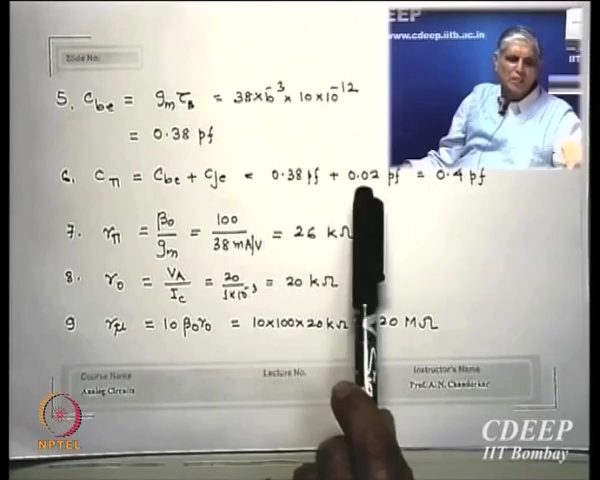 CDEEP
www.cdeep.iitb.ac.in
IIT
Slide No:
5. Cbe = gm τB = 38×10^-3 × 10×10^-12
= 0.38 pf
6. Cπ = Cbe + Cje = 0.38 pf + 0.02 pf = 0.4 pf
7. rπ = β0/gm = 100/38 mA/V = 26 kΩ
8. ro = VA/IC = 20/1×10^-3 = 20 kΩ
9 rμ = 10 β0 ro = 10×100×20 kΩ = 20 MΩ
Course Name
Analog Circuits
Lecture No.
Instructor's Name
Prof. A. N. Chandorkar
NPTEL
CDEEP
IIT Bombay